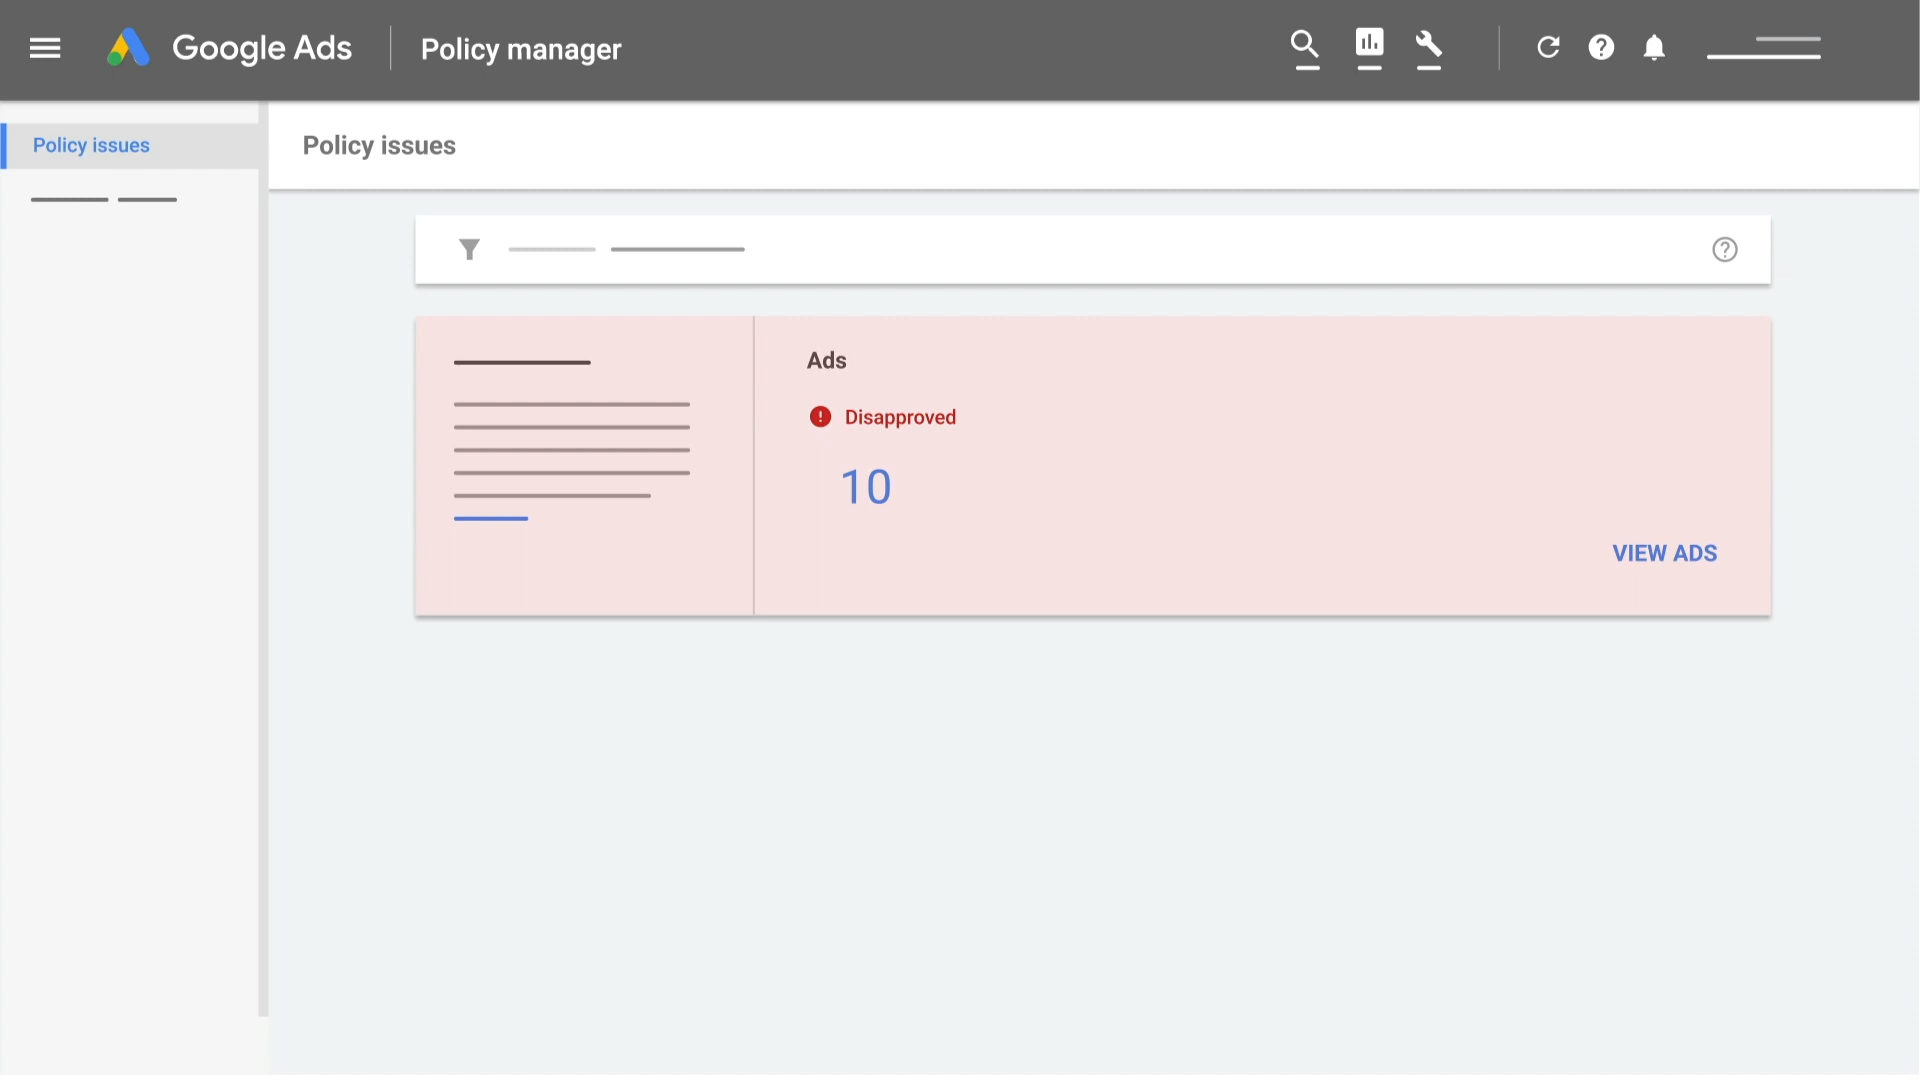 Google Ads
Policy manager
Policy issues
Policy issues
Ads
Disapproved
10
VIEW ADS